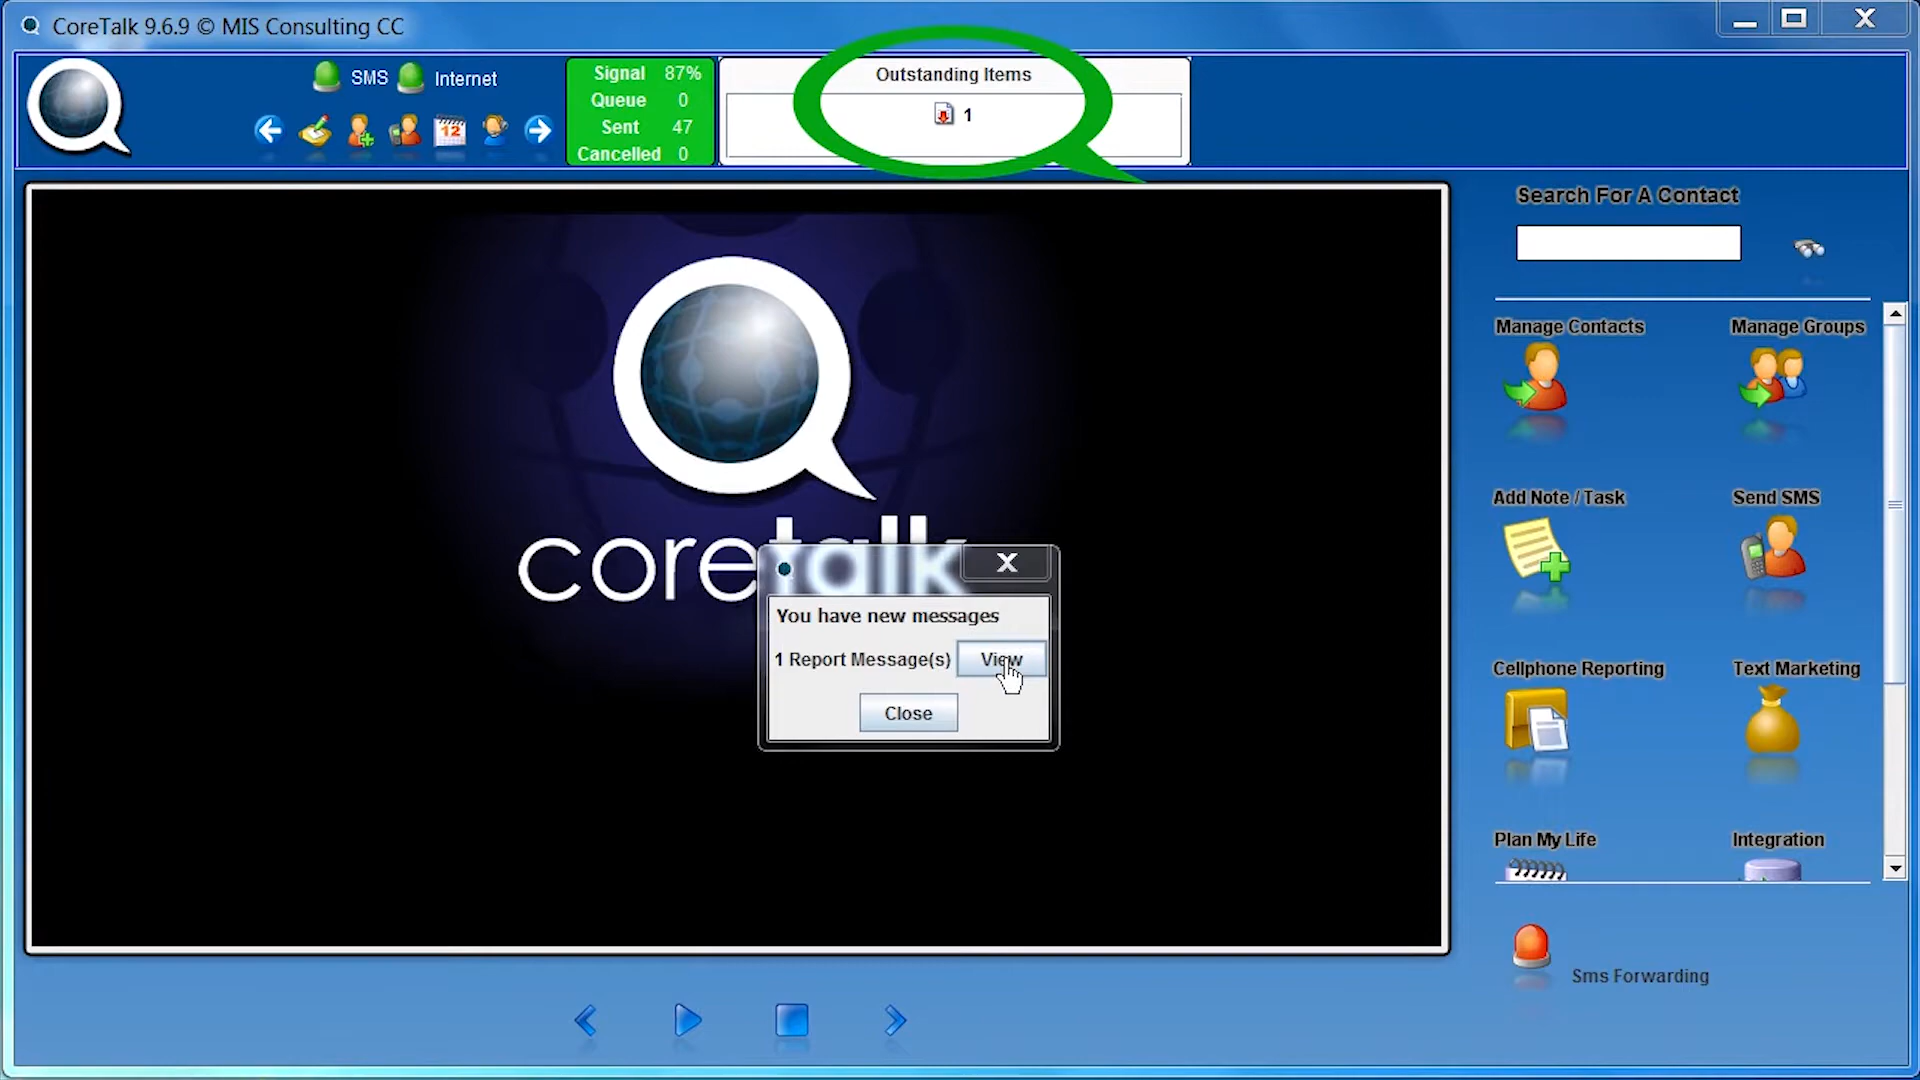 CoreTalk 9.6.9 © MIS Consulting CC
SMS
Internet
12
Signal 87%
Queue 0
Sent 47
Cancelled 0
Outstanding Items
1
Search For A Contact
Manage Contacts
Manage Groups
Add Note / Task
Send SMS
Cellphone Reporting
Text Marketing
Plan My Life
Integration
Sms Forwarding
coretalk
X
You have new messages
1 Report Message(s)
View
Close